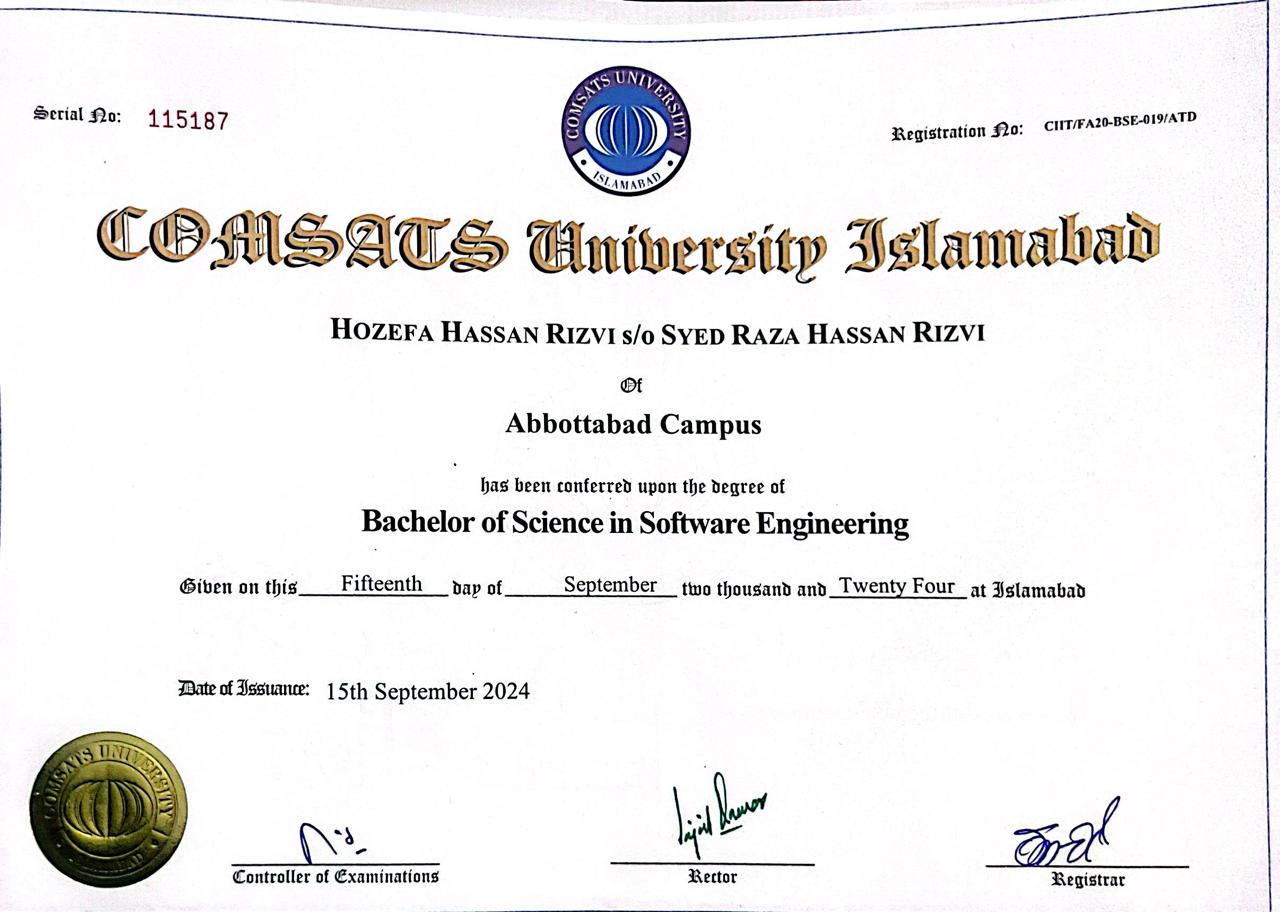 COMSATS UNIVERSITY
ISLAMABAD
Serial No: 115187
Registration No: CIIT/FA20-BSE-019/ATD
COMSATS University Islamabad
HOZEFA HASSAN RIZVI s/o SYED RAZA HASSAN RIZVI
Of
Abbottabad Campus
has been conferred upon the degree of
Bachelor of Science in Software Engineering
Given on this Fifteenth day of September two thousand and Twenty Four at Islamabad
Date of Issuance: 15th September 2024
COMSATS UNIVERSITY
ISLAMABAD
Controller of Examinations
Rector
Registrar